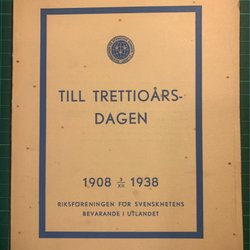 TILL TRETTIOÅRS-
DAGEN
1908 3/XII 1938
RIKSFÖRENINGEN FÖR SVENSKHETENS
BEVARANDE I UTLANDET